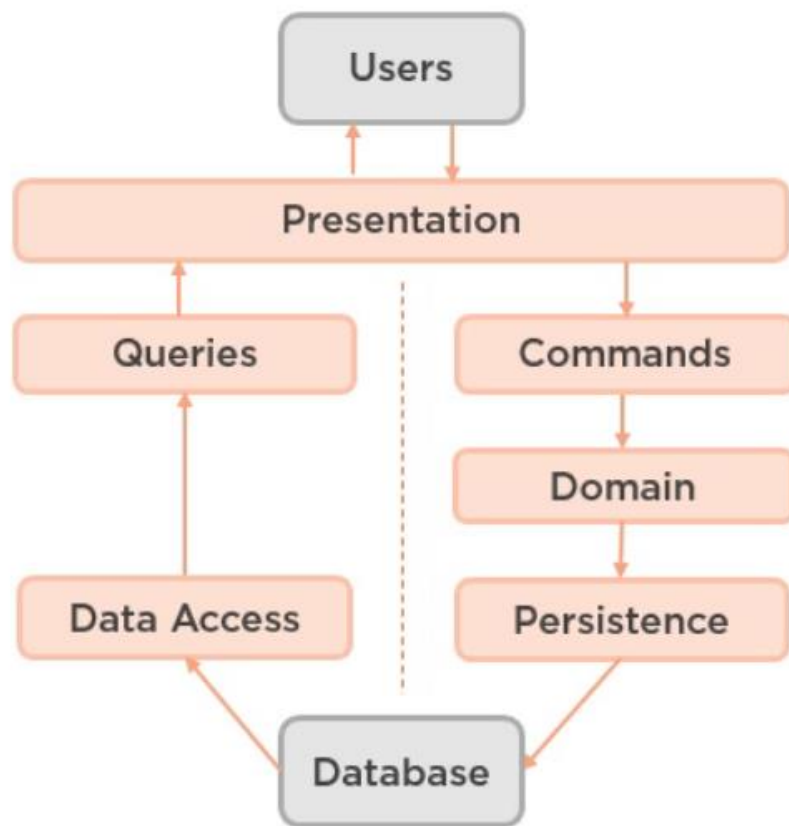 Users
Presentation
Queries
Commands
Domain
Data Access
Persistence
Database